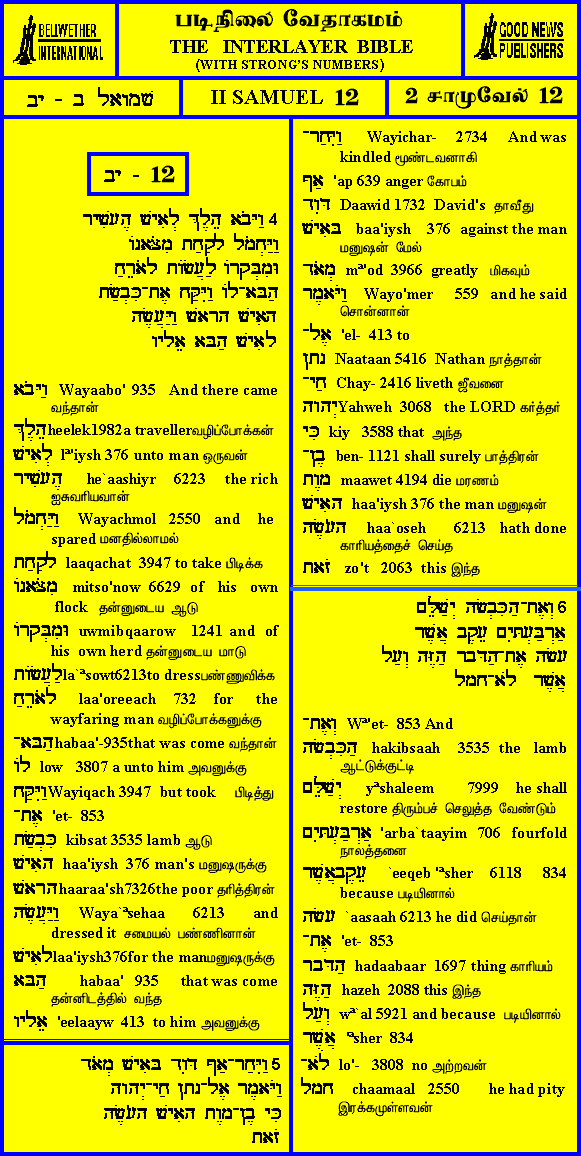 BELLWETHER
INTERNATIONAL
படிநிலை வேதாகமம்
THE INTERLAYER BIBLE
(WITH STRONG'S NUMBERS)
GOOD NEWS
PUBLISHERS
שמואל ב - יב
II SAMUEL 12
2 சாமுவேல் 12
12 - יב
4 וַיָּבֹא הֵלֶךְ לְאִישׁ הֶעָשִׁיר
וַיַּחְמֹל לָקַחַת מִצֹּאנוֹ
וּמִבְּקָרוֹ לַעֲשׂוֹת לָאֹרֵחַ
הַבָּא־לוֹ וַיִּקַּח אֶת־כִּבְשַׂת
הָאִישׁ הָרָאשׁ וַיַּעֲשֶׂהָ
לָאִישׁ הַבָּא אֵלָיו
וַיָּבֹא Wayaabo' 935 And there came
வந்தான்
הֵלֶךְ heelek1982a travellerவழிப்போக்கன்
לְאִישׁ lª'iysh 376 unto man ஒருவன்
הֶעָשִׁיר he`aashiyr 6223 the rich
ஐசுவரியவான்
וַיַּחְמֹל Wayachmol 2550 and he
spared மனதில்லாமல்
לָקַחַת laaqachat 3947 to take பிடிக்க
מִצֹּאנוֹ mitso'now 6629 of his own
flock தன்னுடைய ஆடு
וּמִבְּקָרוֹ uwmibqaarow 1241 and of
his own herd தன்னுடைய மாடு
לַעֲשׂוֹת la`ªsowt6213to dressபண்ணுவிக்க
לָאֹרֵחַ laa'oreeach 732 for the
wayfaring man வழிப்போக்கனுக்கு
הַבָּא־ habaa'-935that was come வந்தான்
לוֹ low 3807 a unto him அவனுக்கு
וַיִּקַּח Wayiqach 3947 but took பிடித்து
אֶת־ 'et- 853
כִּבְשַׂת kibsat 3535 lamb ஆடு
הָאִישׁ haa'iysh 376 man's மனுஷருக்கு
הָרָאשׁ haaraa'sh7326the poor தரித்திரன்
וַיַּעֲשֶׂהָ Waya`ªsehaa 6213 and
dressed it சமையல் பண்ணினான்
לָאִישׁ laa'iysh376for the manமனுஷருக்கு
הַבָּא habaa' 935 that was come
தன்னிடத்தில் வந்த
אֵלָיו 'eelaayw 413 to him அவனுக்கு
5 וַיִּחַר־אַף דָּוִד בָּאִישׁ מְאֹד
וַיֹּאמֶר אֶל־נָתָן חַי־יְהוָה
כִּי בֶן־מָוֶת הָאִישׁ הָעֹשֶׂה
זֹאת
וַיִּחַר־ Wayichar- 2734 And was
kindled மூண்டவனாகி
אַף 'ap 639 anger கோபம்
דָּוִד Daawid 1732 David's தாவீது
בָּאִישׁ baa'iysh 376 against the man
மனுஷன் மேல்
מְאֹד mª'od 3966 greatly மிகவும்
וַיֹּאמֶר Wayo'mer 559 and he said
சொன்னான்
אֶל־ 'el- 413 to
נָתָן Naataan 5416 Nathan நாத்தான்
חַי־ Chay- 2416 liveth ஜீவனை
יְהוָה Yahweh 3068 the LORD கர்த்தர்
כִּי kiy 3588 that அந்த
בֶן־ ben- 1121 shall surely பாத்திரன்
מָוֶת maawet 4194 die மரணம்
הָאִישׁ haa'iysh 376 the man மனுஷன்
הָעֹשֶׂה haa`oseh 6213 hath done
காரியத்தைச் செய்த
זֹאת zo't 2063 this இந்த
6 וְאֶת־הַכִּבְשָׂה יְשַׁלֵּם
אַרְבַּעְתָּיִם עֵקֶב אֲשֶׁר
עָשָׂה אֶת־הַדָּבָר הַזֶּה וְעַל
אֲשֶׁר לֹא־חָמָל
וְאֶת־ Wª'et- 853 And
הַכִּבְשָׂה hakibsaah 3535 the lamb
ஆட்டுக்குட்டி
יְשַׁלֵּם yªshaleem 7999 he shall
restore திரும்பச் செலுத்த வேண்டும்
אַרְבַּעְתָּיִם 'arba`taayim 706 fourfold
நாலத்தனை
עֵקֶבאֲשֶׁר `eeqeb 'ªsher 6118 834
because படியினால்
עָשָׂה `aasaah 6213 he did செய்தான்
אֶת־ 'et- 853
הַדָּבָר hadaabaar 1697 thing காரியம்
הַזֶּה hazeh 2088 this இந்த
וְעַל wª`al 5921 and because படியினால்
אֲשֶׁר ªsher 834
לֹא־ lo'- 3808 no அற்றவன்
חָמָל chaamaal 2550 he had pity
இரக்கமுள்ளவன்